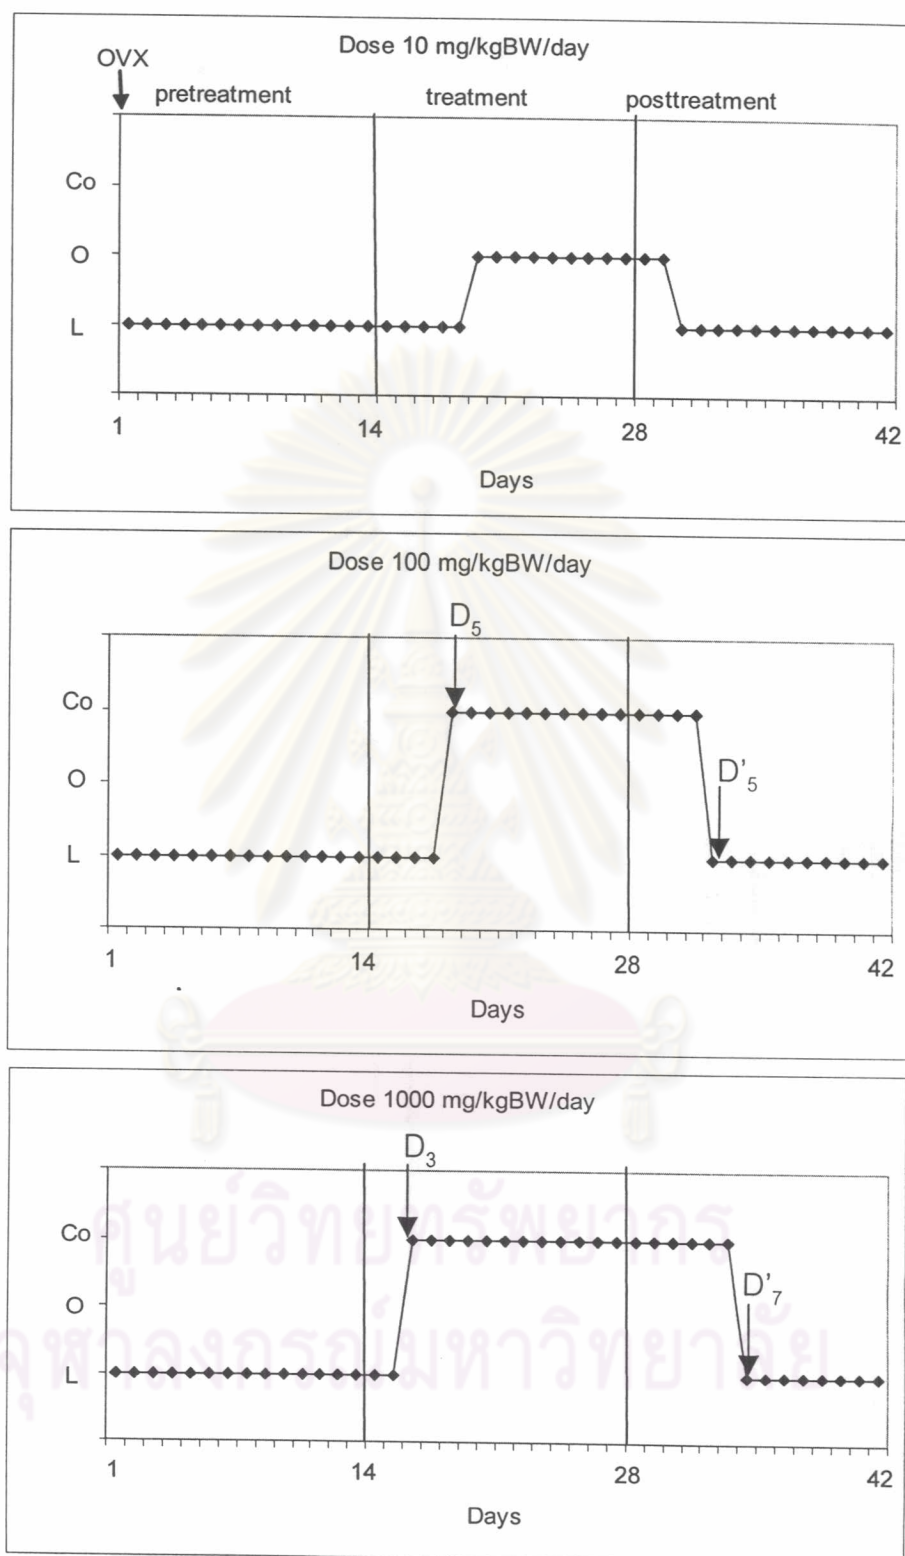 Dose 10 mg/kgBW/day
OVX
pretreatment treatment posttreatment
Co
O
L
1 14 28 42
Days
Dose 100 mg/kgBW/day
D5
Co
D'5
O
L
1 14 28 42
Days
Dose 1000 mg/kgBW/day
D3
ศูนย์วิทยทรัพยากร
Co
D'7
O
จุฬาลงกรณ์มหาวิทยาลัย
L
1 14 28 42
Days